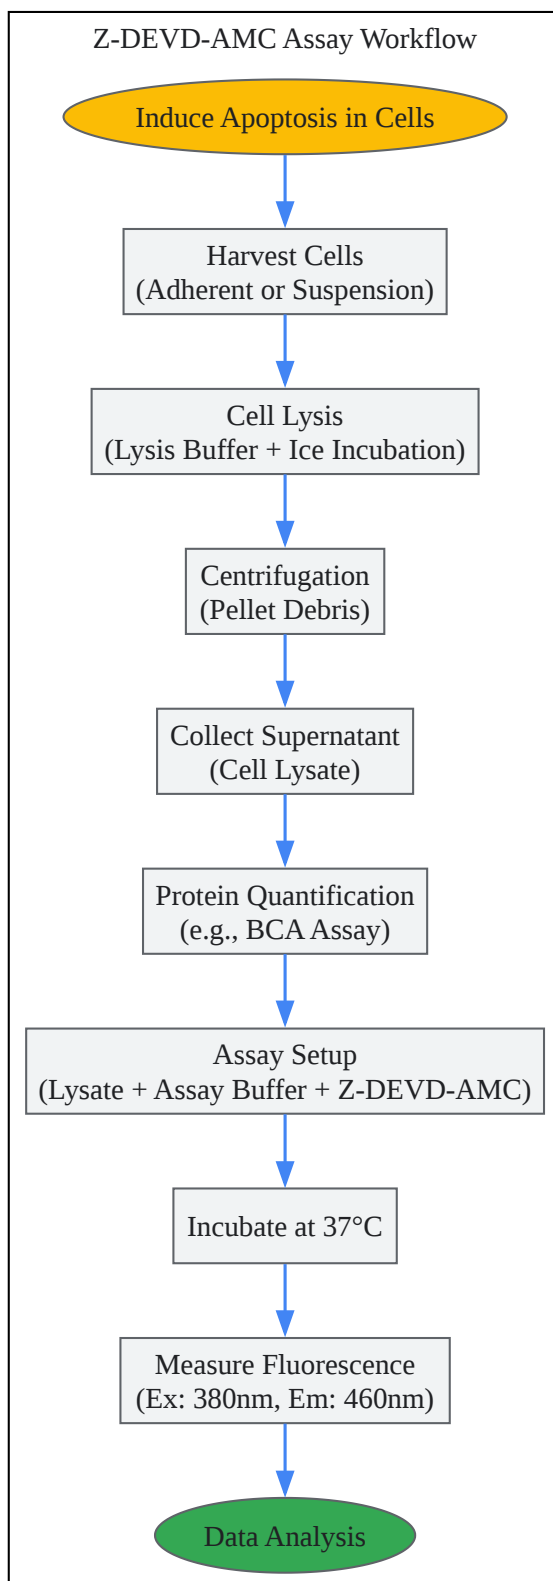 Z-DEVD-AMC Assay Workflow
Induce Apoptosis in Cells
Harvest Cells
(Adherent or Suspension)
Cell Lysis
(Lysis Buffer + Ice Incubation)
Centrifugation
(Pellet Debris)
Collect Supernatant
(Cell Lysate)
Protein Quantification
(e.g., BCA Assay)
Assay Setup
(Lysate + Assay Buffer + Z-DEVD-AMC)
Incubate at 37°C
Measure Fluorescence
(Ex: 380nm, Em: 460nm)
Data Analysis